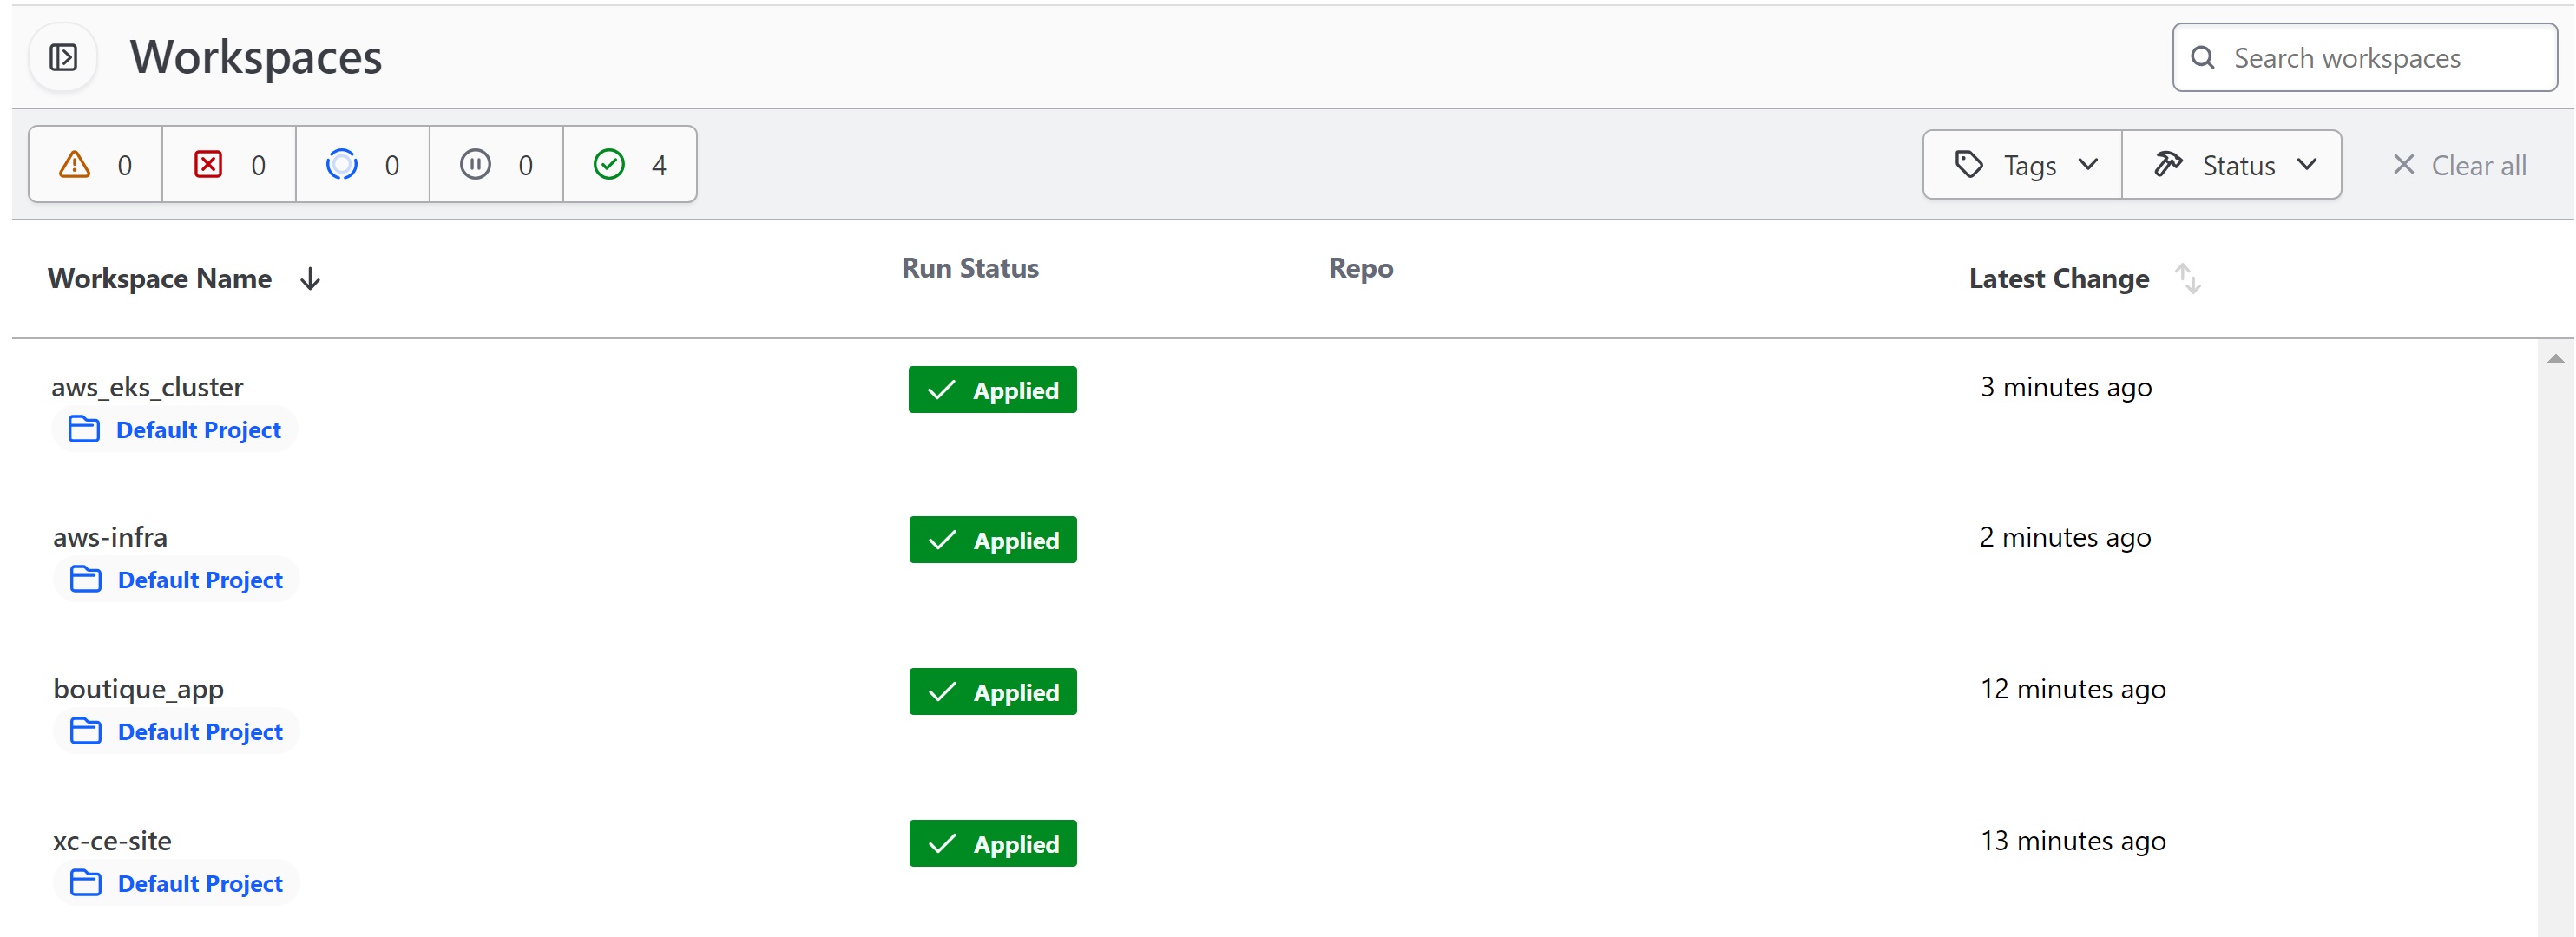 Workspaces
Search workspaces
0 0 0 0 4
Tags Status Clear all
Workspace Name Run Status Repo Latest Change
aws_eks_cluster Applied 3 minutes ago
Default Project
aws-infra Applied 2 minutes ago
Default Project
boutique_app Applied 12 minutes ago
Default Project
xc-ce-site Applied 13 minutes ago
Default Project